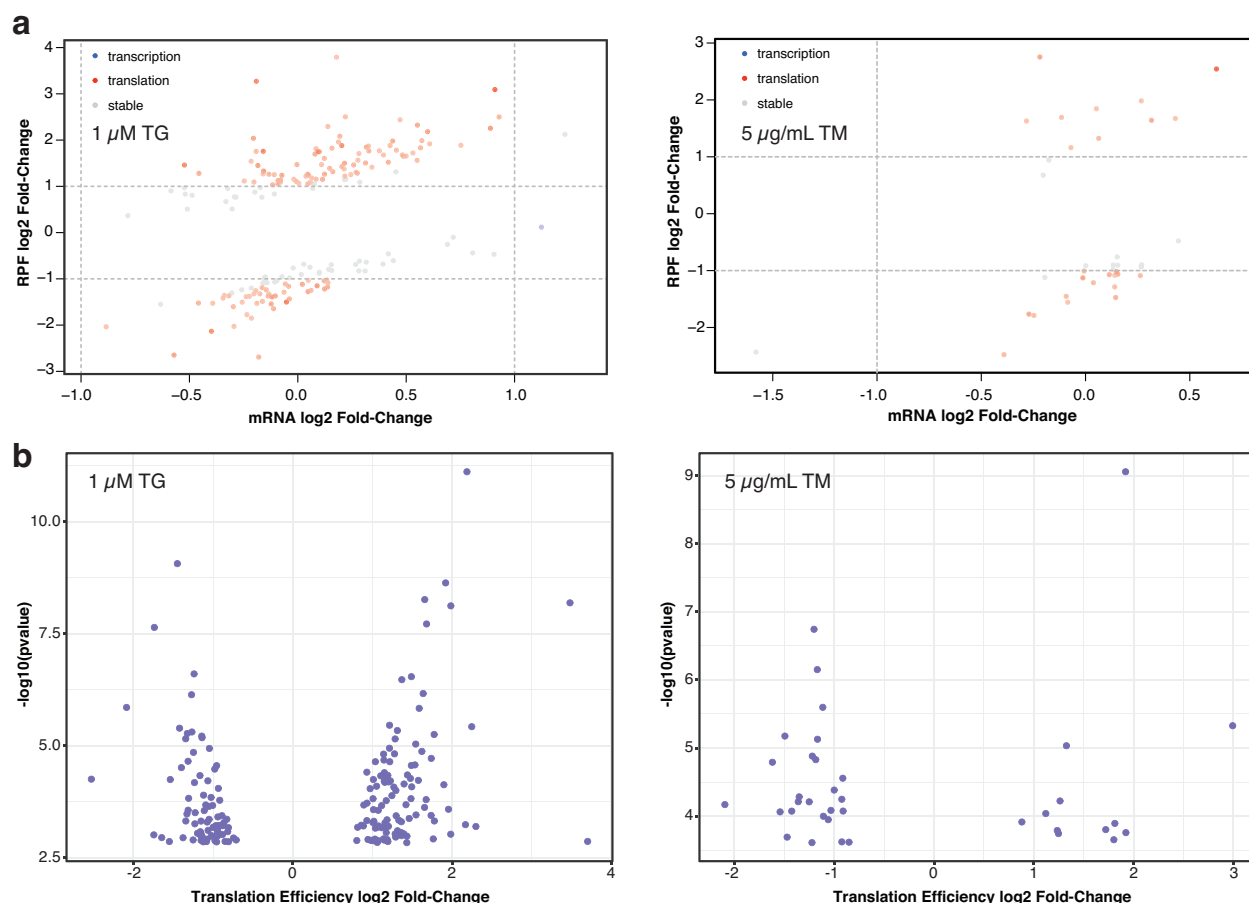 a
transcription
translation
stable
1 µM TG
4
3
2
1
0
−1
−2
−3
RPF log2 Fold-Change
−1.0
−0.5
0.0
0.5
1.0
mRNA log2 Fold-Change
transcription
translation
stable
5 µg/mL TM
3
2
1
0
−1
−2
RPF log2 Fold-Change
−1.5
−1.0
−0.5
0.0
0.5
mRNA log2 Fold-Change
b
1 µM TG
10.0
7.5
5.0
2.5
-log10(pvalue)
-2
0
2
4
Translation Efficiency log2 Fold-Change
5 µg/mL TM
9
8
7
6
5
4
-log10(pvalue)
-2
-1
0
1
2
3
Translation Efficiency log2 Fold-Change